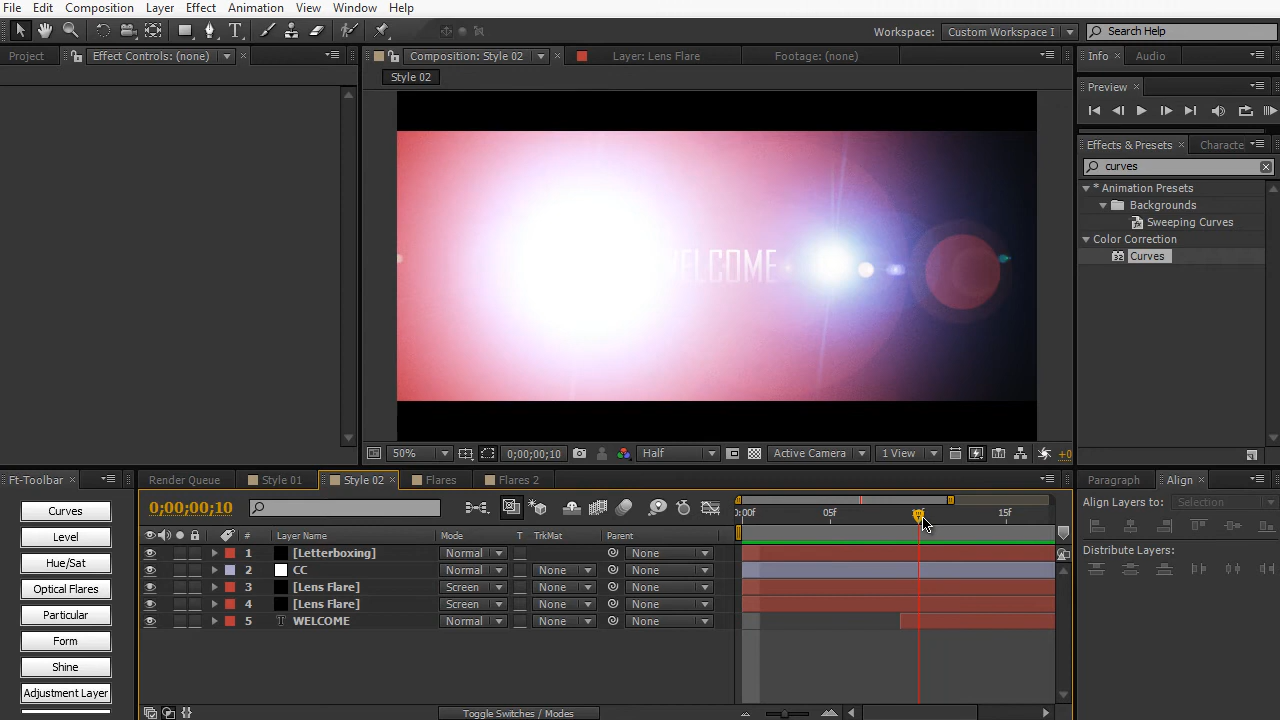 File Edit Composition Layer Effect Animation View Window Help
Workspace: Custom Workspace I Search Help
Project Effect Controls: (none) Composition: Style 02 Layer: Lens Flare Footage: (none) Info Audio
Style 02
Preview
Effects & Presets Characte
curves
* Animation Presets
Backgrounds
Sweeping Curves
Color Correction
Curves
WELCOME
50% 0;00;00;10 Half Active Camera 1 View +0
Ft-Toolbar Render Queue Style 01 Style 02 Flares Flares 2 Paragraph Align
Align Layers to: Selection
Distribute Layers:
0;00;00;10
0:00f 05f 10f 15f
# Layer Name Mode T TrkMat Parent
1 [Letterboxing] Normal None
2 CC Normal None None
3 [Lens Flare] Screen None None
4 [Lens Flare] Screen None None
5 WELCOME Normal None None
Curves
Level
Hue/Sat
Optical Flares
Particular
Form
Shine
Adjustment Layer
Toggle Switches / Modes